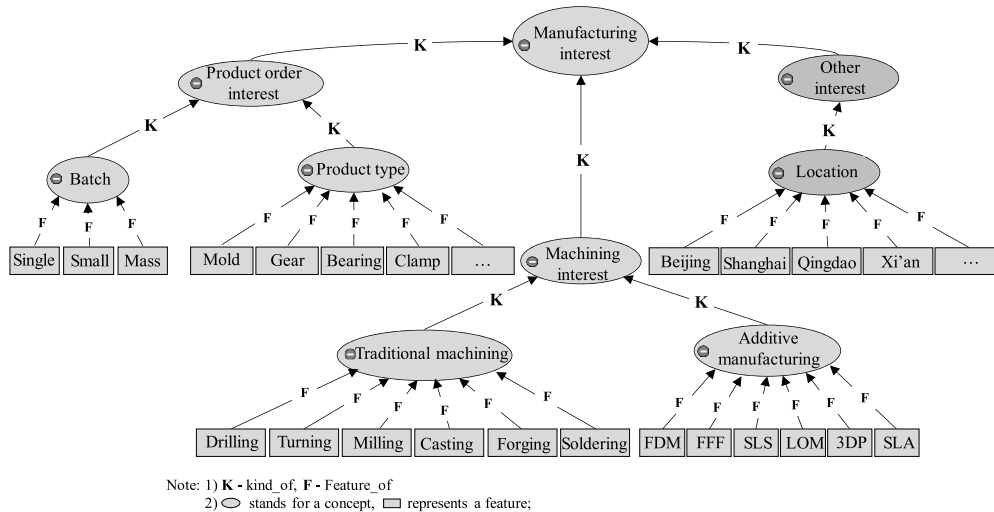 Manufacturing
interest
K
K
Product order
interest
Other
interest
K
K
K
K
Batch
Product type
Location
F
F
F
F
F
F
F
F
F
F
F
F
F
Single
Small
Mass
Mold
Gear
Bearing
Clamp
...
Machining
interest
Beijing
Shanghai
Qingdao
Xi'an
...
K
K
Traditional machining
Additive
manufacturing
F
F
F
F
F
F
F
F
F
F
F
F
Drilling
Turning
Milling
Casting
Forging
Soldering
FDM
FFF
SLS
LOM
3DP
SLA
Note: 1) K - kind_of, F - Feature_of
2) stands for a concept, represents a feature;